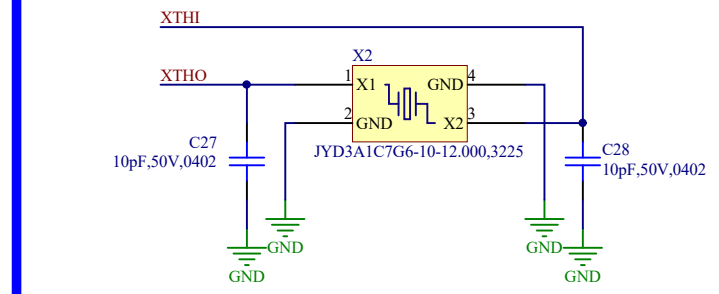 XTHI
X2
XTHO
1
X1
GND
4
2
GND
X2
3
C27
10pF,50V,0402
JYD3A1C7G6-10-12.000,3225
C28
10pF,50V,0402
GND
GND
GND
GND